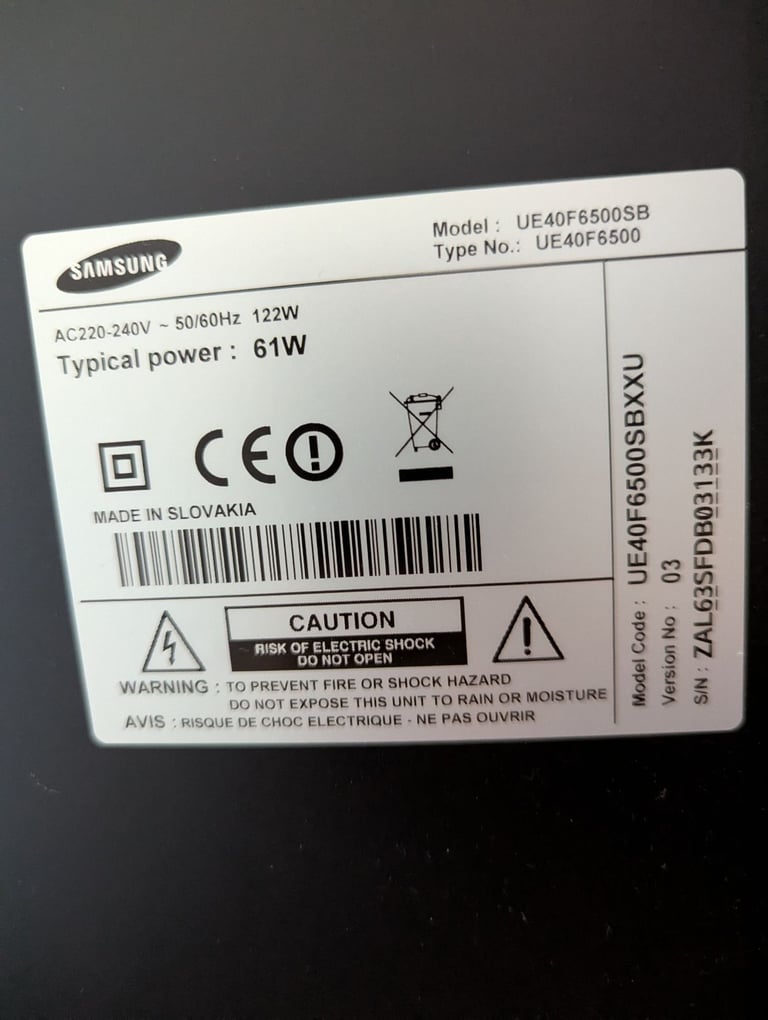 SAMSUNG
Model : UE40F6500SB
Type No.: UE40F6500
AC220-240V ~ 50/60Hz 122W
Typical power : 61W
CE
MADE IN SLOVAKIA
CAUTION
RISK OF ELECTRIC SHOCK
DO NOT OPEN
WARNING : TO PREVENT FIRE OR SHOCK HAZARD
DO NOT EXPOSE THIS UNIT TO RAIN OR MOISTURE
AVIS : RISQUE DE CHOC ELECTRIQUE - NE PAS OUVRIR
Model Code : UE40F6500SBXXU
Version No : 03
S/N : ZAL63SFDB03133K